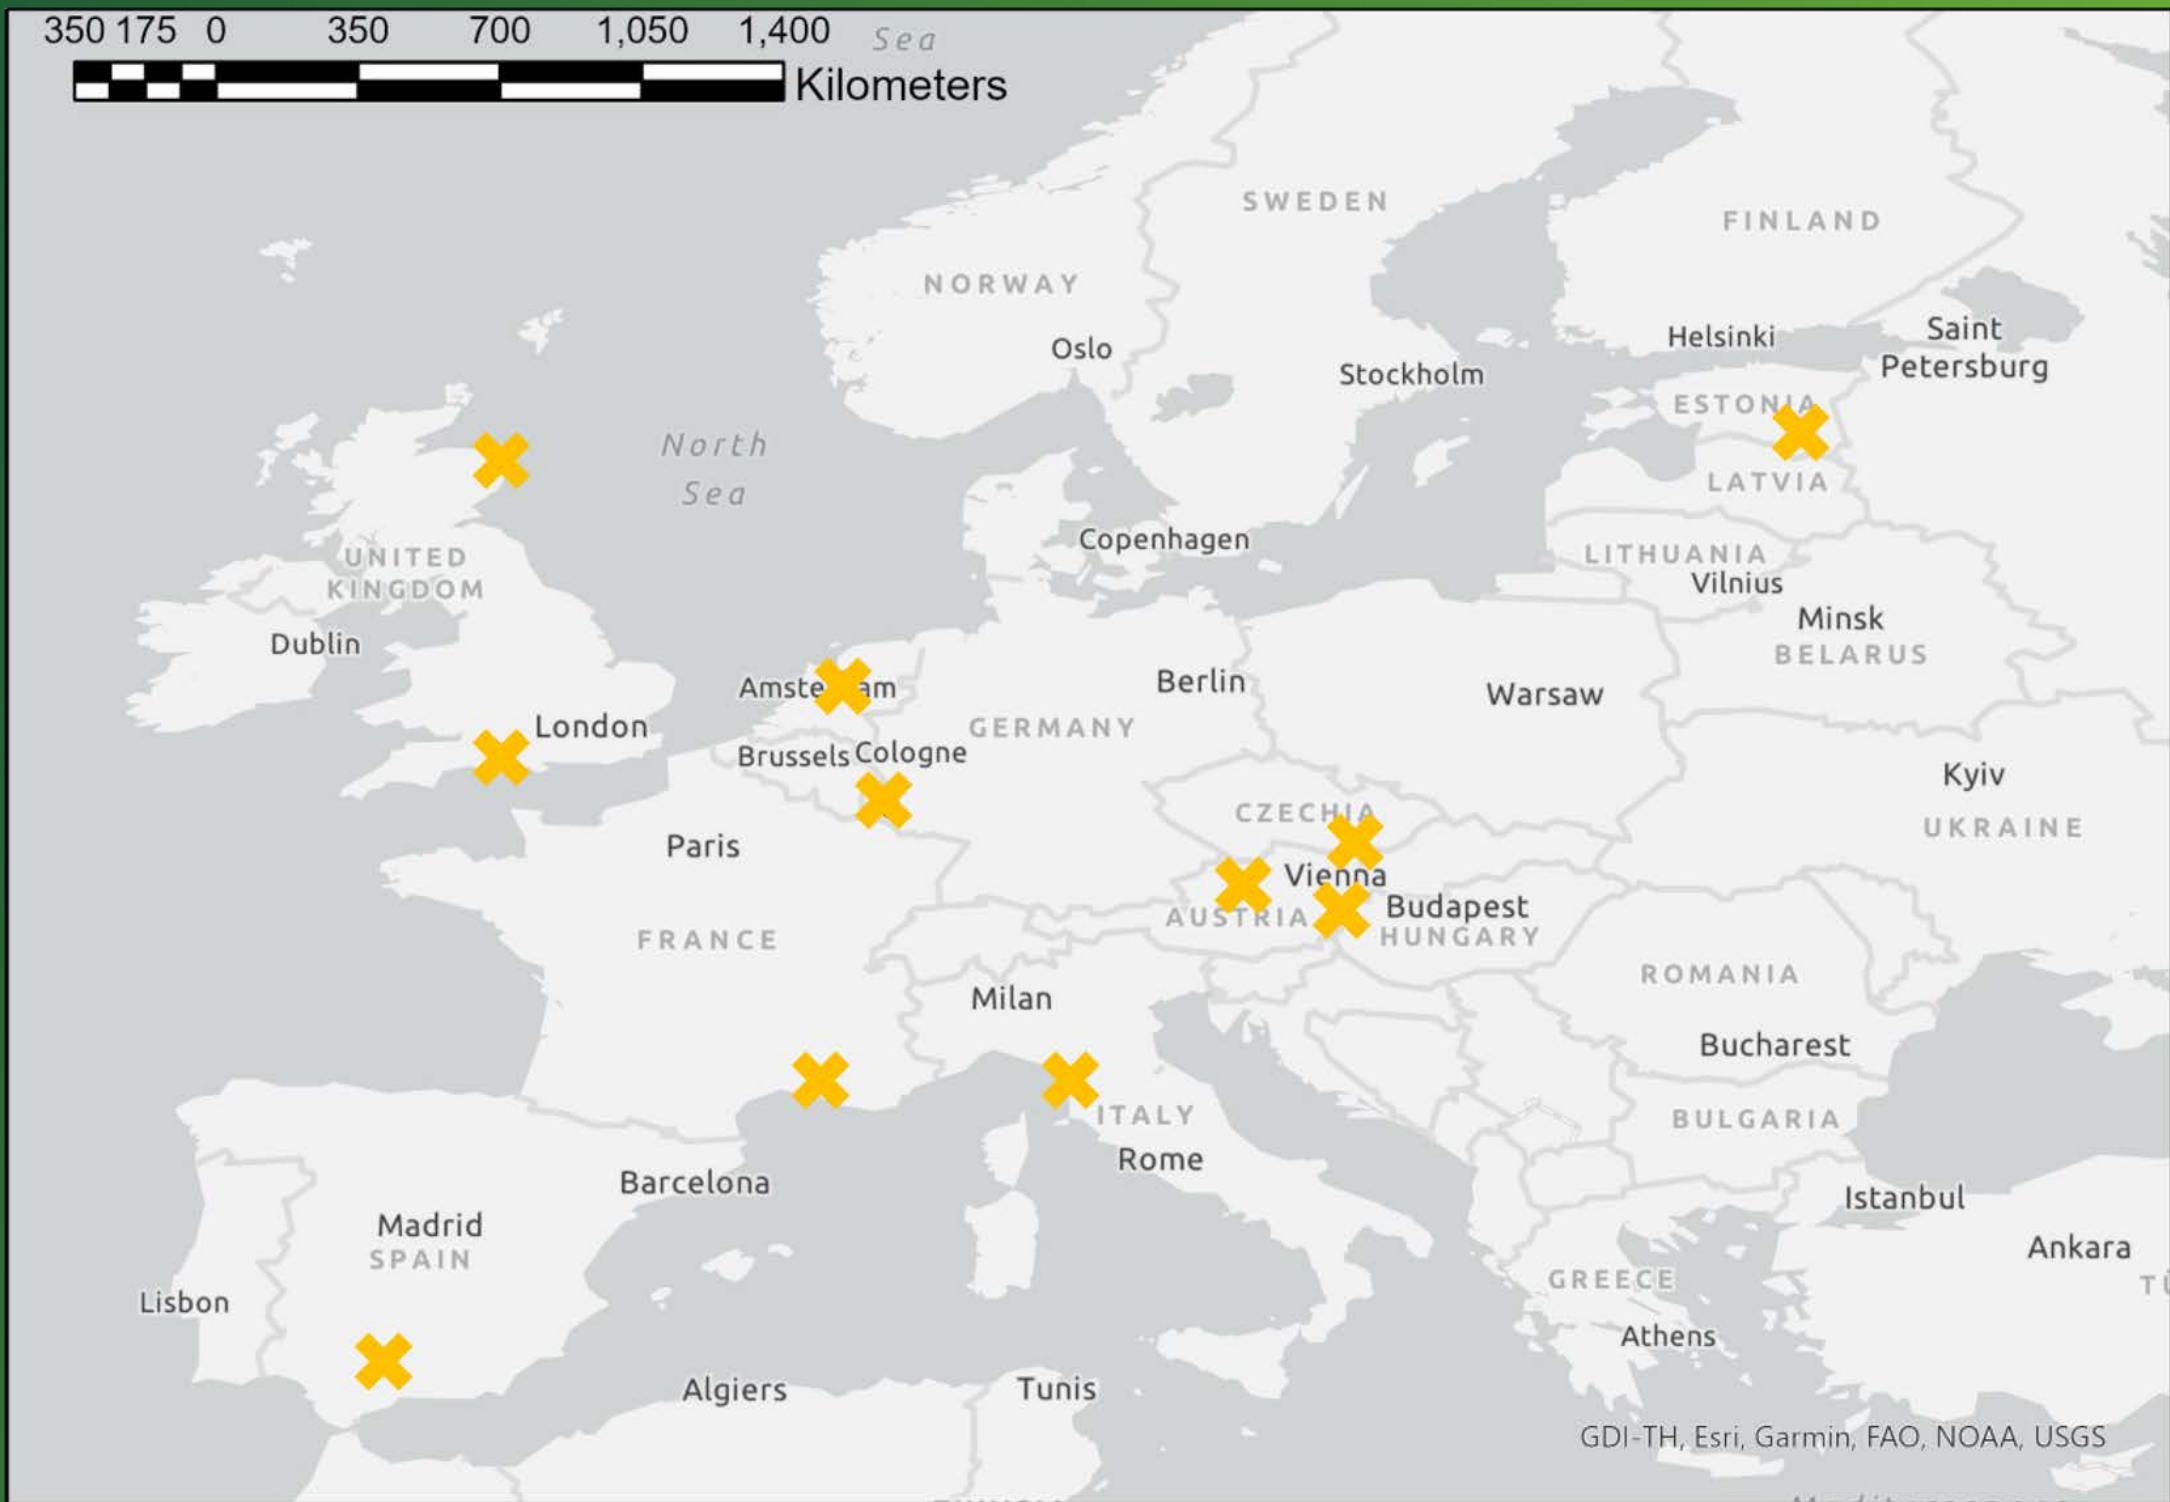 350 175 0 350 700 1,050 1,400
Kilometers
Sea
SWEDEN
FINLAND
NORWAY
Oslo
Helsinki
Saint
Petersburg
Stockholm
ESTONIA
North
Sea
LATVIA
Copenhagen
UNITED
KINGDOM
LITHUANIA
Vilnius
Minsk
BELARUS
Dublin
Berlin
Warsaw
London
GERMANY
Brussels
Cologne
Kyiv
UKRAINE
CZECHIA
Paris
Vienna
AUSTRIA
Budapest
HUNGARY
FRANCE
ROMANIA
Milan
Bucharest
ITALY
BULGARIA
Rome
Barcelona
Madrid
SPAIN
Istanbul
Ankara
Lisbon
GREECE
Athens
Algiers
Tunis
GDI-TH, Esri, Garmin, FAO, NOAA, USGS